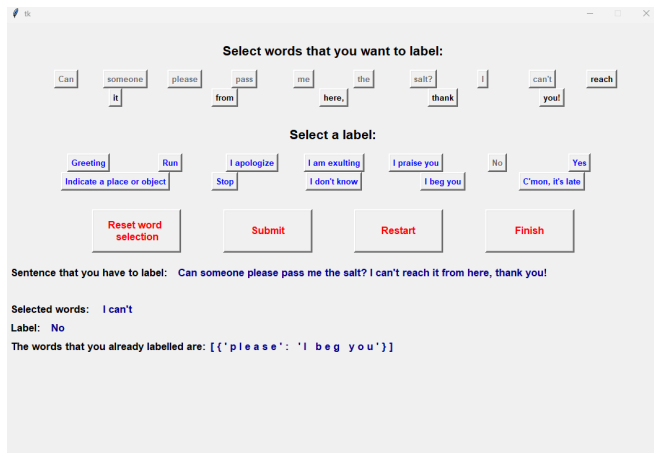 tk
Select words that you want to label:
Can someone please pass me the salt? I can't reach
it from here, thank you!
Select a label:
Greeting Run I apologize I am exulting I praise you No Yes
Indicate a place or object Stop I don't know I beg you C'mon, it's late
Reset word
selection
Submit Restart Finish
Sentence that you have to label: Can someone please pass me the salt? I can't reach it from here, thank you!
Selected words: I can't
Label: No
The words that you already labelled are: [ { ' p l e a s e ' : ' I b e g y o u ' } ]